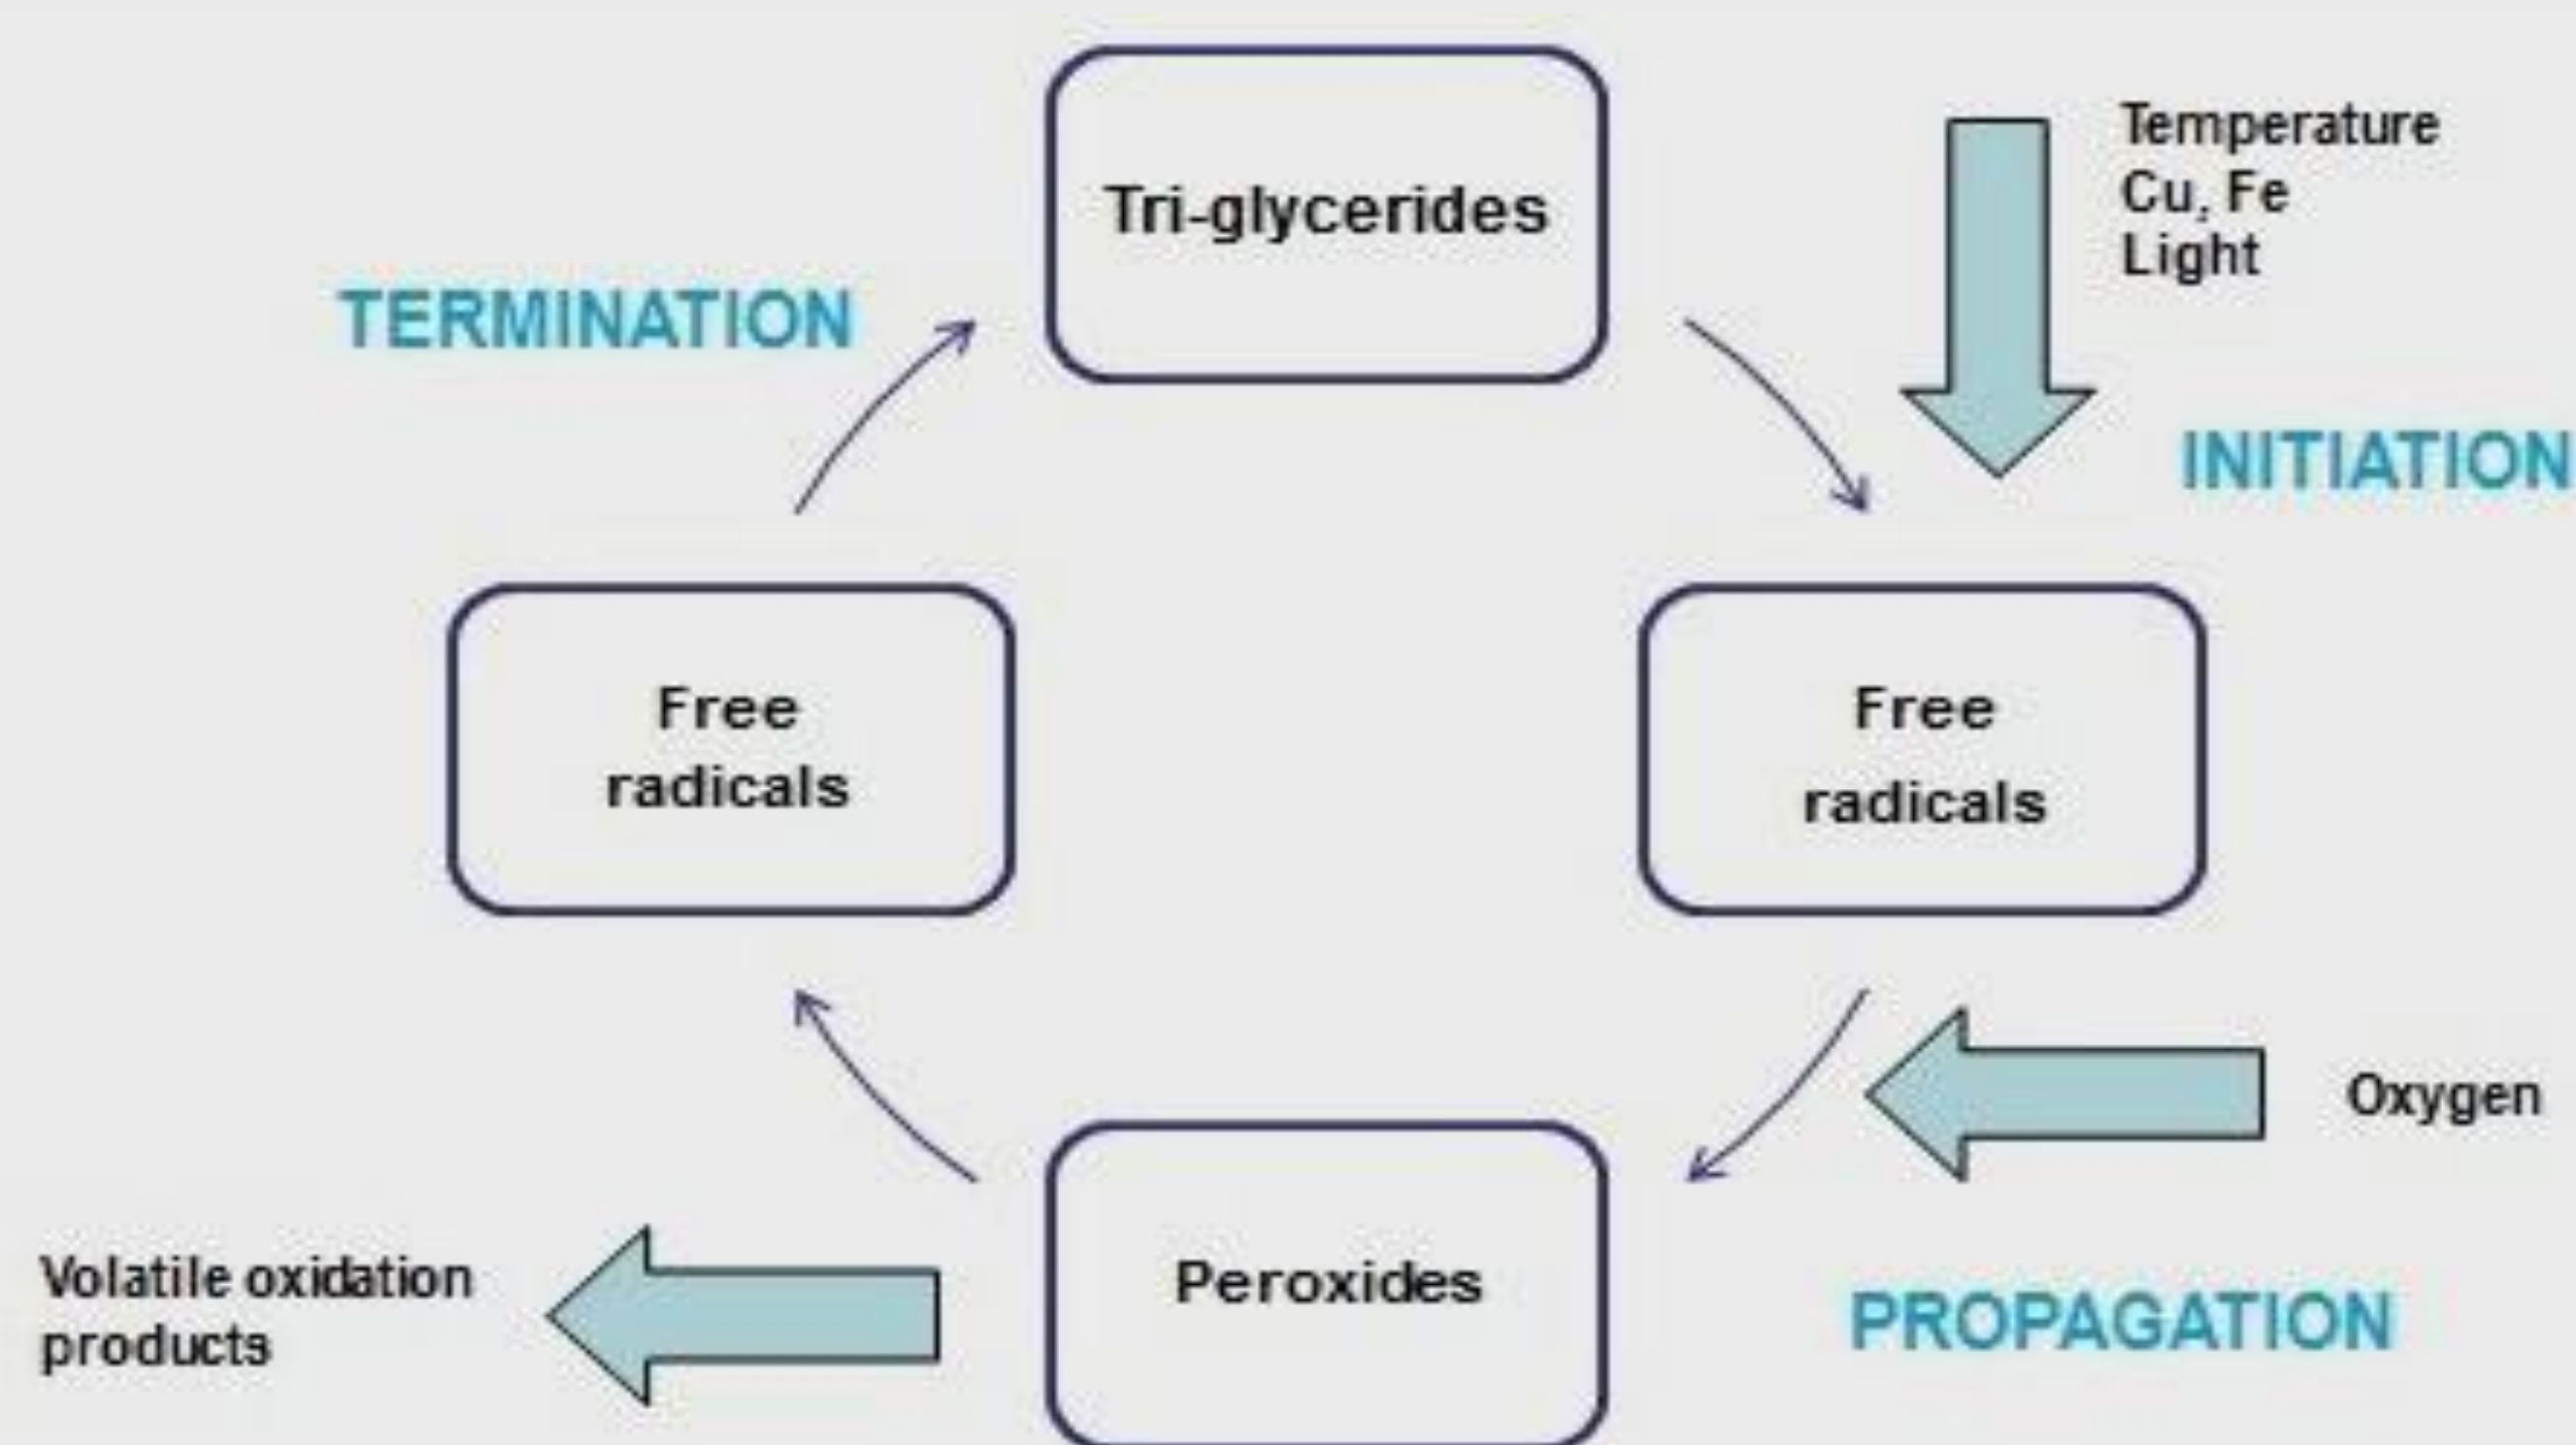 Tri-glycerides
Temperature
Cu, Fe
Light
TERMINATION
INITIATION
Free
radicals
Free
radicals
Oxygen
Volatile oxidation
products
Peroxides
PROPAGATION